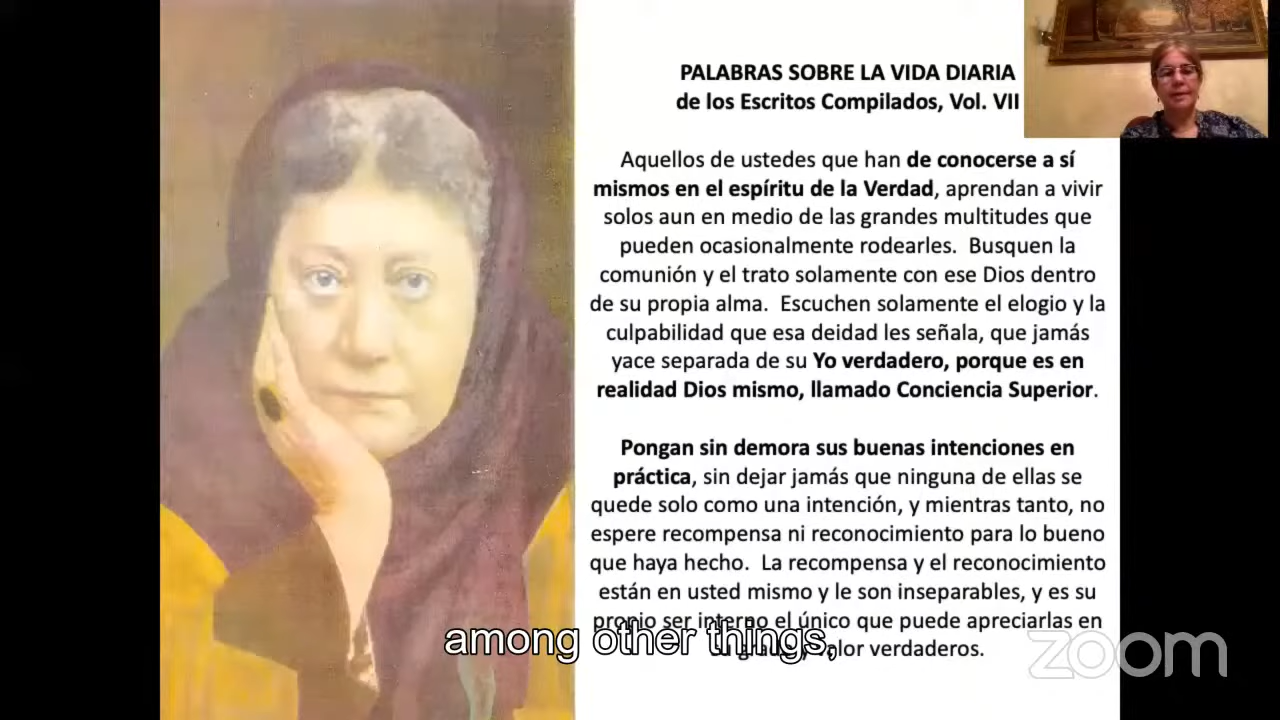 PALABRAS SOBRE LA VIDA DIARIA
de los Escritos Compilados, Vol. VII
Aquellos de ustedes que han de conocerse a sí
mismos en el espíritu de la Verdad, aprendan a vivir
solos aun en medio de las grandes multitudes que
pueden ocasionalmente rodearles. Busquen la
comunión y el trato solamente con ese Dios dentro
de su propia alma. Escuchen solamente el elogio y la
culpabilidad que esa deidad les señala, que jamás
yace separada de su Yo verdadero, porque es en
realidad Dios mismo, llamado Conciencia Superior.
Pongan sin demora sus buenas intenciones en
práctica, sin dejar jamás que ninguna de ellas se
quede solo como una intención, y mientras tanto, no
espere recompensa ni reconocimiento para lo bueno
que haya hecho. La recompensa y el reconocimiento
están en usted mismo y le son inseparables, y es su
propio ser interno el único que puede apreciarlas en
verdaderos.
among other things,
zoom